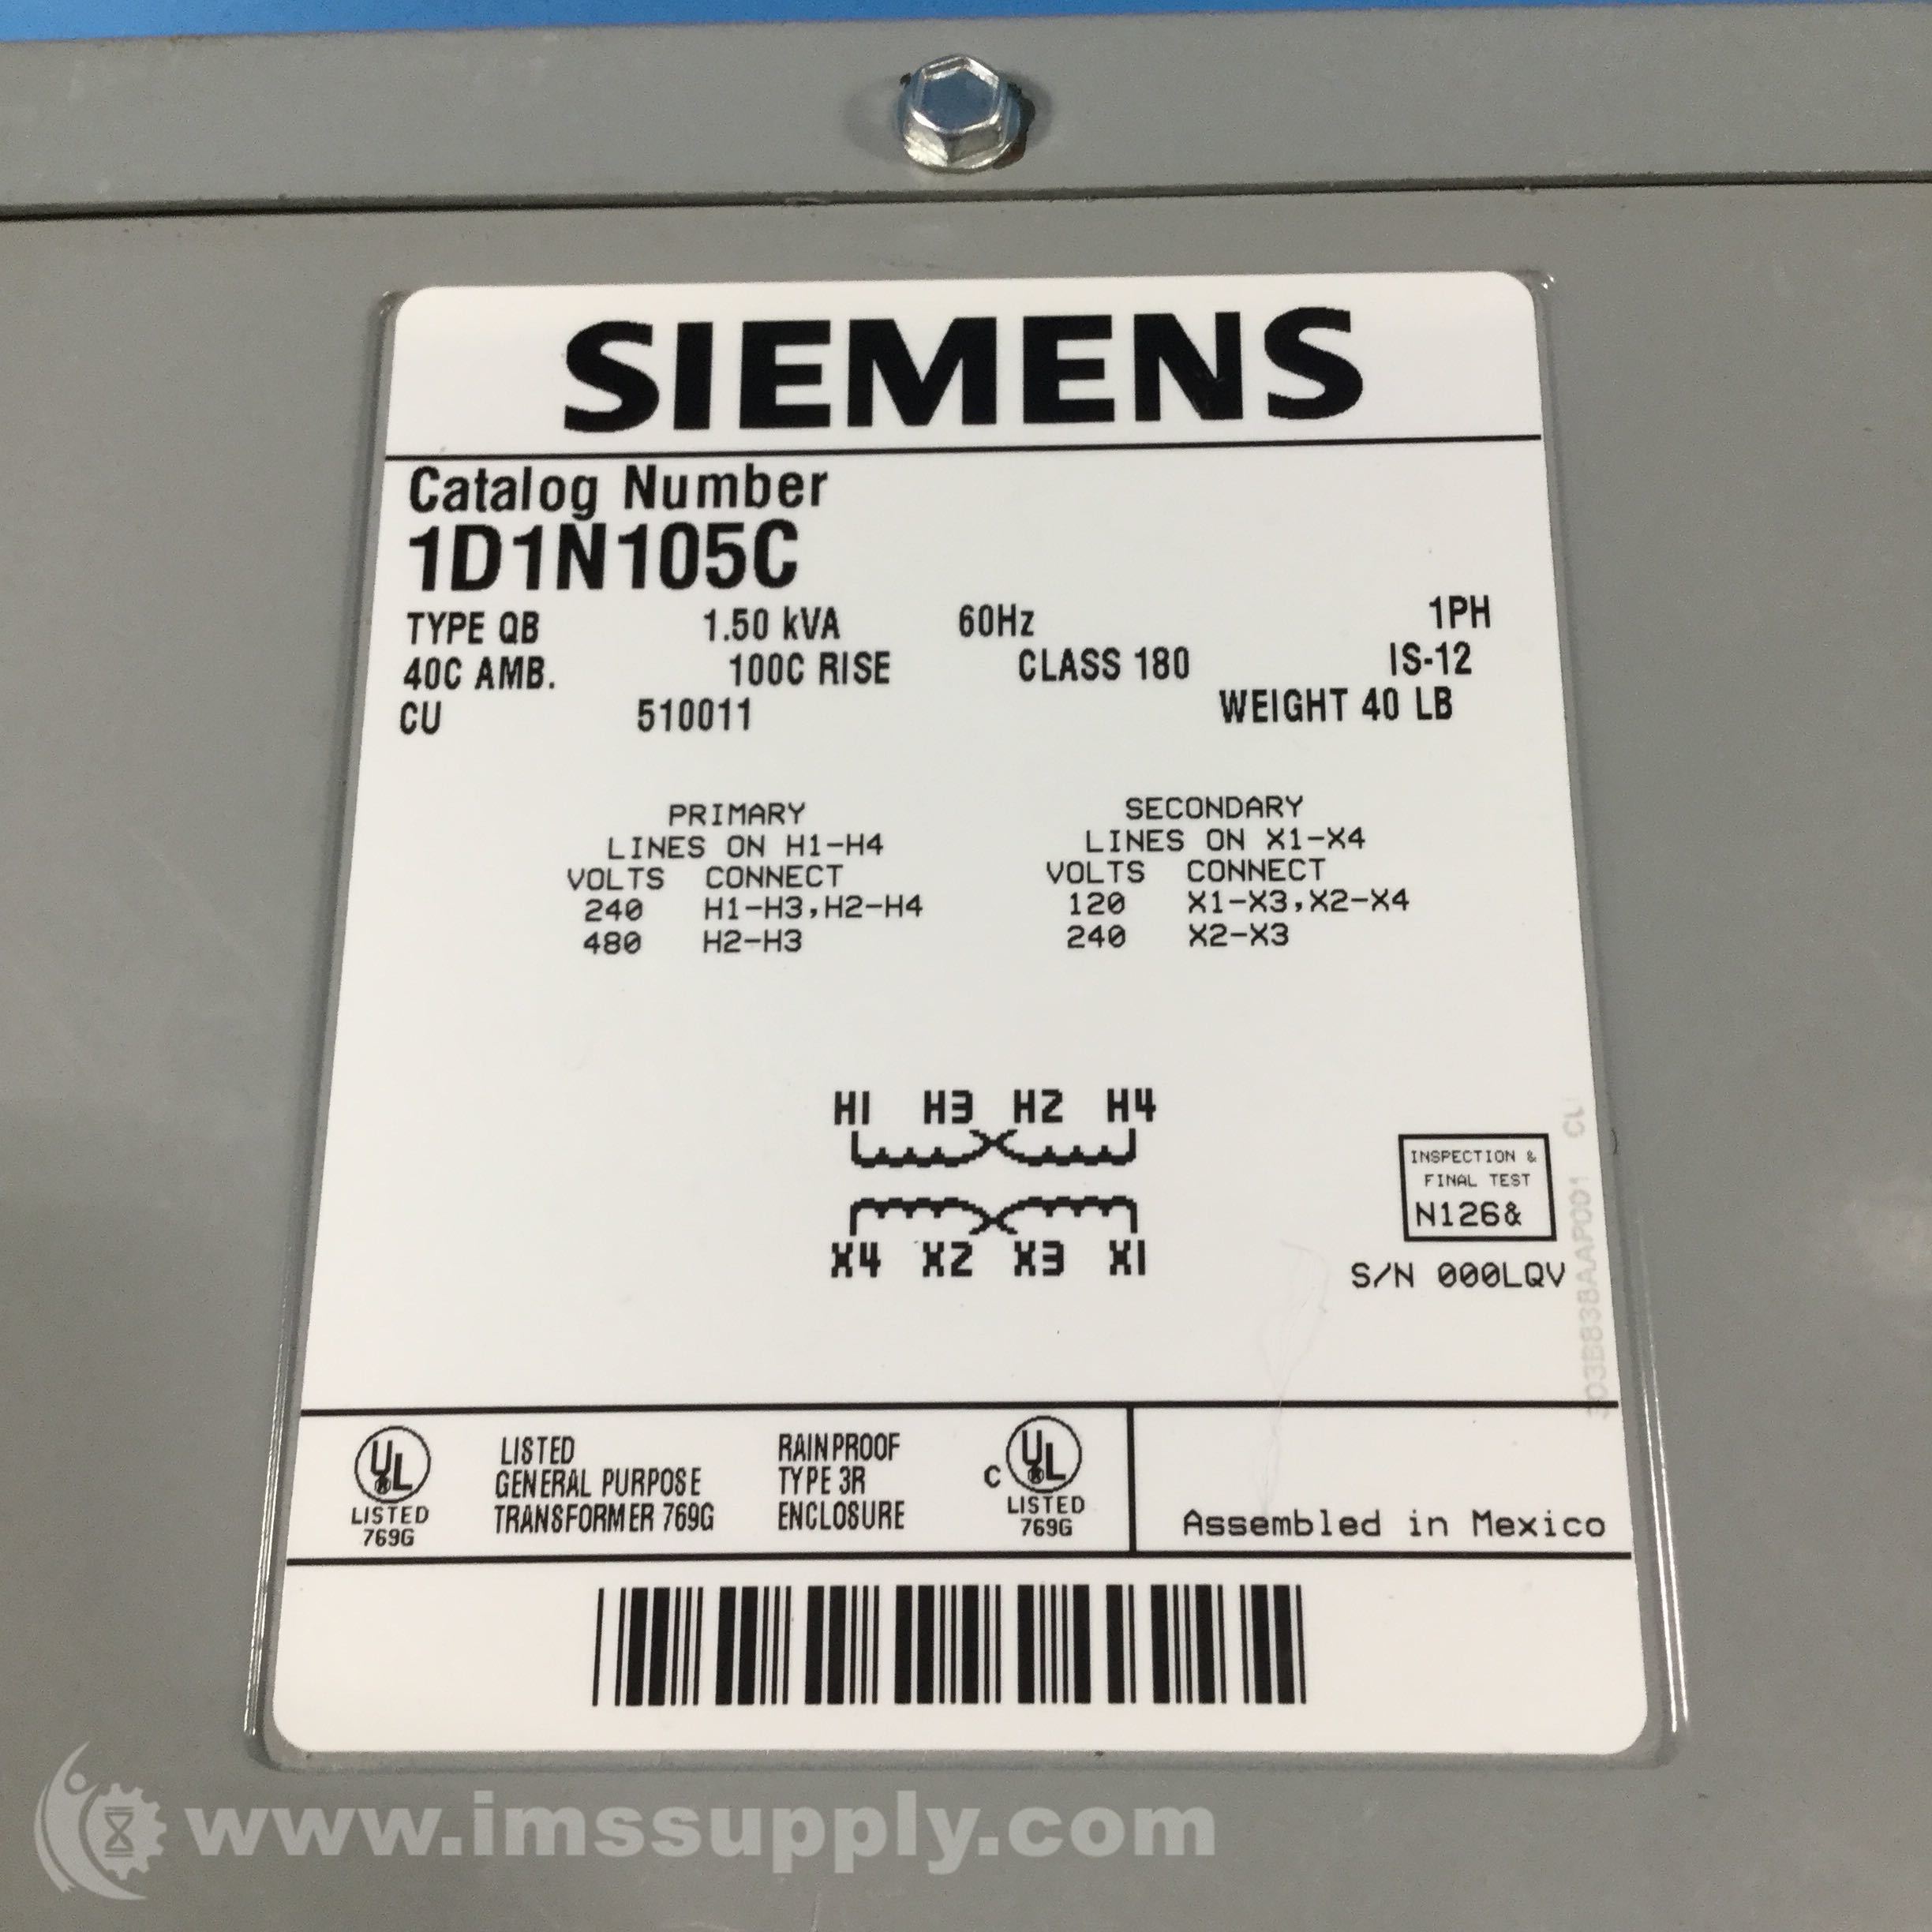 SIEMENS
Catalog Number
1D1N105C
TYPE QB 1.50 kVA 60Hz 1PH
40C AMB. 100C RISE CLASS 180 IS-12
CU 510011 WEIGHT 40 LB
PRIMARY
LINES ON H1-H4
VOLTS CONNECT
240 H1-H3,H2-H4
480 H2-H3
SECONDARY
LINES ON X1-X4
VOLTS CONNECT
120 X1-X3,X2-X4
240 X2-X3
H1 H3 H2 H4
X4 X2 X3 X1
INSPECTION &
FINAL TEST
N126&
S/N 000LQV
UL
LISTED
769G
LISTED
GENERAL PURPOSE
TRANSFORMER 769G
RAINPROOF
TYPE 3R
ENCLOSURE
C UL
LISTED
769G
Assembled in Mexico
www.imssupply.com